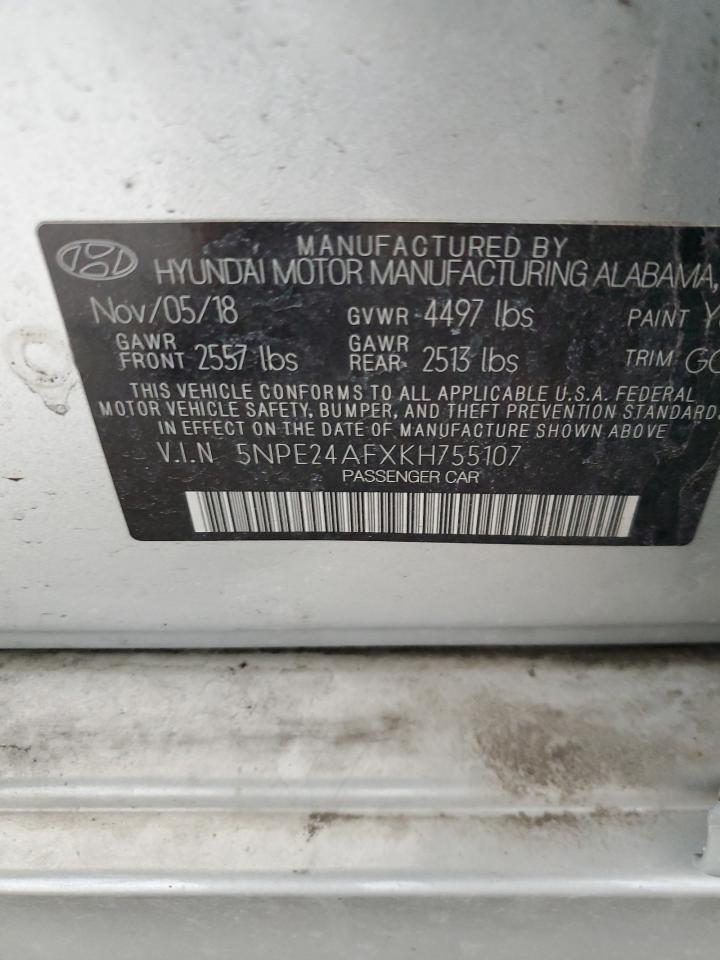 MANUFACTURED BY
HYUNDAI MOTOR MANUFACTURING ALABAMA,
Nov/05/18 GVWR 4497 lbs PAINT Y
GAWR FRONT 2557 lbs GAWR REAR 2513 lbs TRIM
THIS VEHICLE CONFORMS TO ALL APPLICABLE U.S.A. FEDERAL
MOTOR VEHICLE SAFETY, BUMPER, AND THEFT PREVENTION STANDARDS
IN EFFECT ON THE DATE OF MANUFACTURE SHOWN ABOVE
V.I.N 5NPE24AFXKH755107
PASSENGER CAR